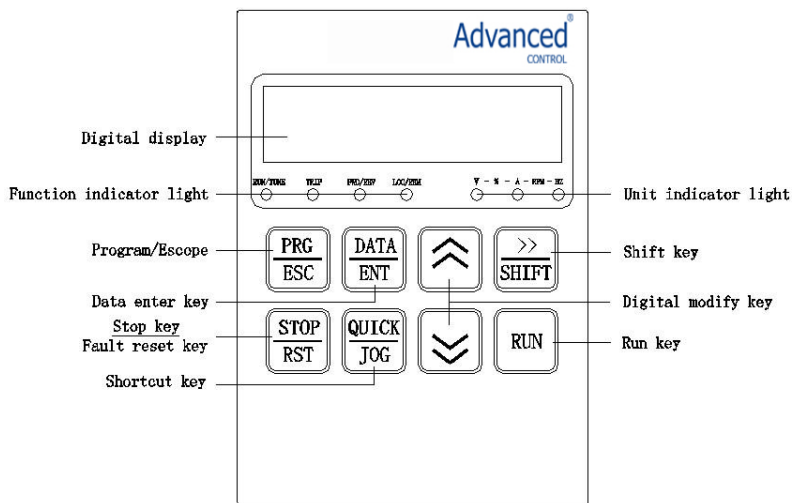 Advanced®
CONTROL
Digital display
RUN/TUNE TRIP FWD/REV LOC/REM V - % - A - RPM - HZ
Function indicator light
Unit indicator light
Program/Escope
PRG
ESC
DATA
ENT
>>
SHIFT
Shift key
Data enter key
Digital modify key
Stop key
Fault reset key
STOP
RST
QUICK
JOG
RUN
Run key
Shortcut key